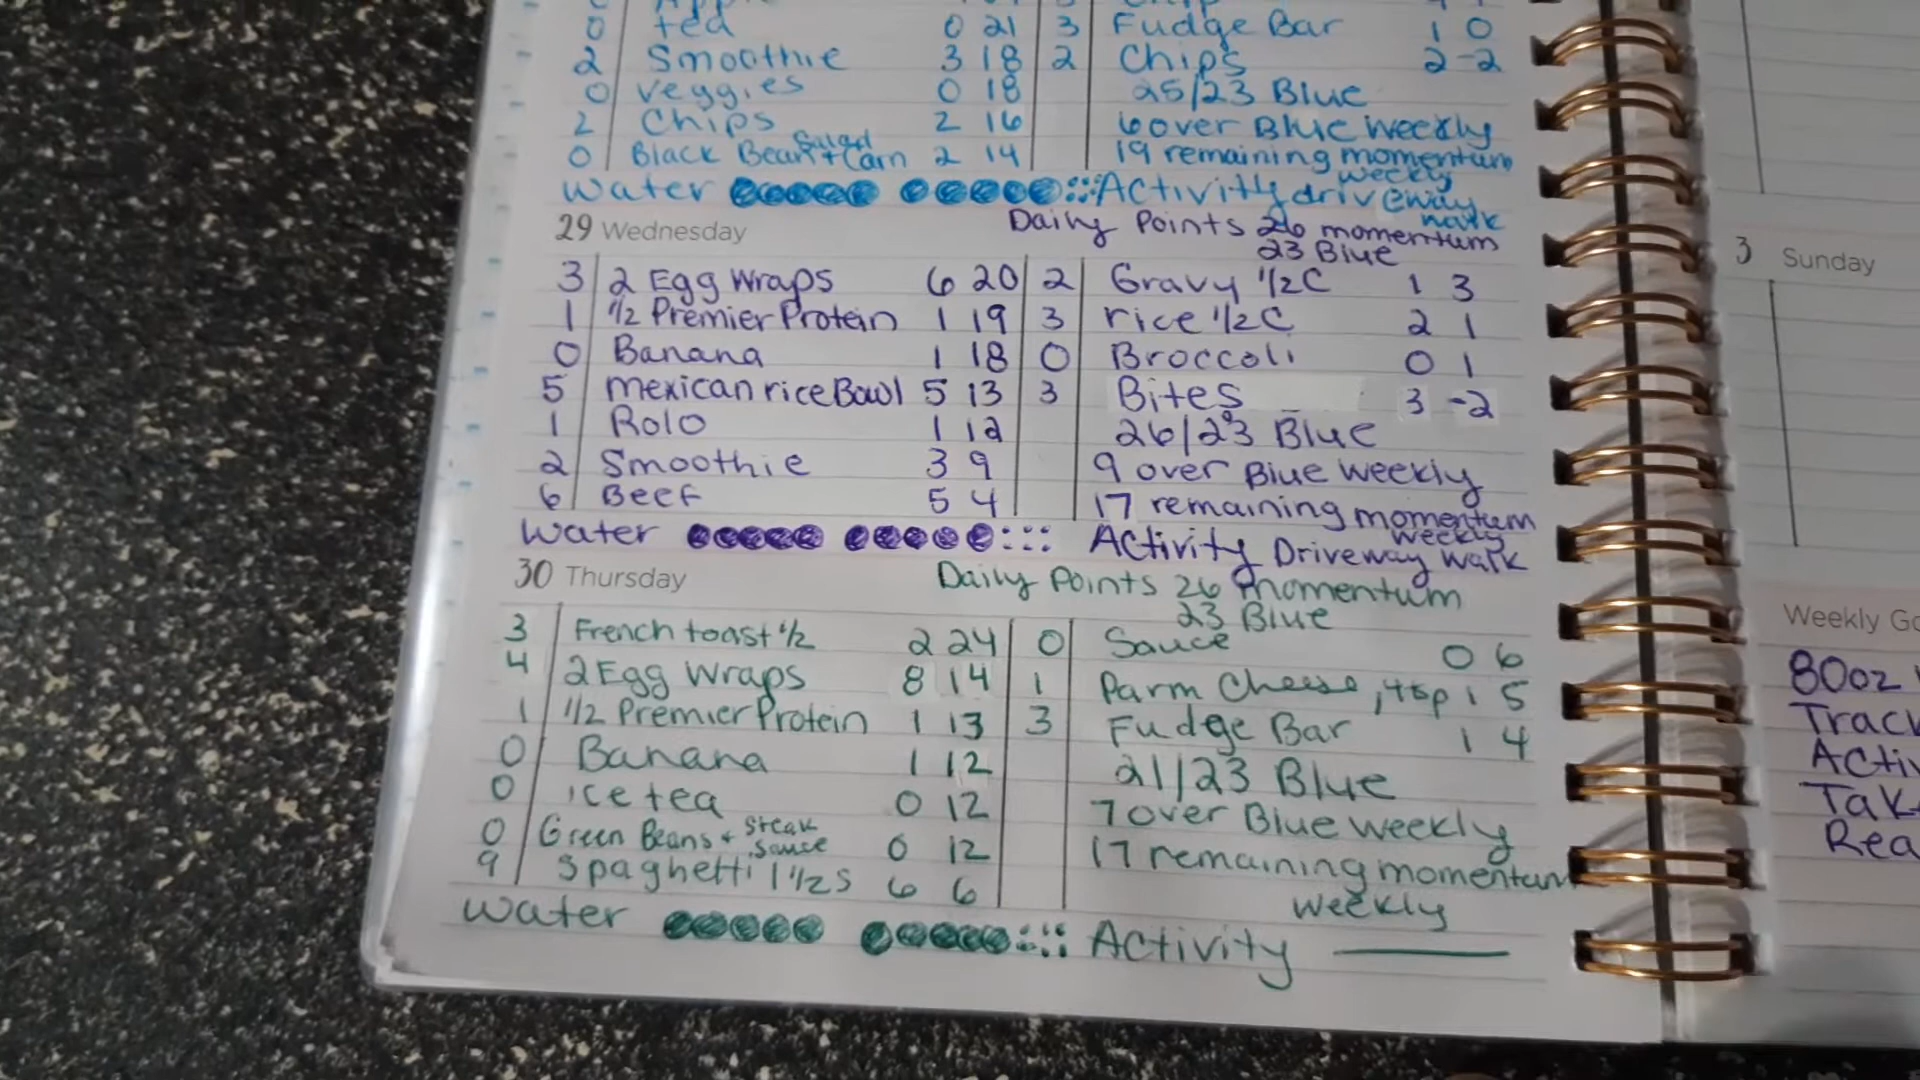 0 tea 0 21 3 Fudge Bar 1 0
2 Smoothie 3 18 2 Chips 2 -2
0 Veggies 0 18 25/23 Blue
2 Chips 2 16 6 over Blue Weekly
0 Black Bean + Corn Salad 2 14 19 remaining momentum weekly
Water Activity driveway walk
29 Wednesday Daily Points 26 momentum
23 Blue
3 2 Egg Wraps 6 20 2 Gravy 1/2 C 1 3
1 1/2 Premier Protein 1 19 3 rice 1/2 C 2 1
0 Banana 1 18 0 Broccoli 0 1
5 mexican rice Bowl 5 13 3 Bites 3 -2
1 Rolo 1 12 26/23 Blue
2 Smoothie 3 9 9 over Blue weekly
6 Beef 5 4 17 remaining momentum weekly
Water Activity Driveway walk
30 Thursday Daily Points 26 momentum
23 Blue
3 French toast 1/2 2 24 0 Sauce 0 6
4 2 Egg Wraps 8 14 1 Parm Cheese, 4tsp 1 5
1 1/2 Premier Protein 1 13 3 Fudge Bar 1 4
0 Banana 1 12 21/23 Blue
0 ice tea 0 12 7 over Blue weekly
0 Green Beans + Steak Sauce 0 12 17 remaining momentum weekly
9 Spaghetti 1 1/2 S 6 6
Water Activity
3 Sunday
80oz